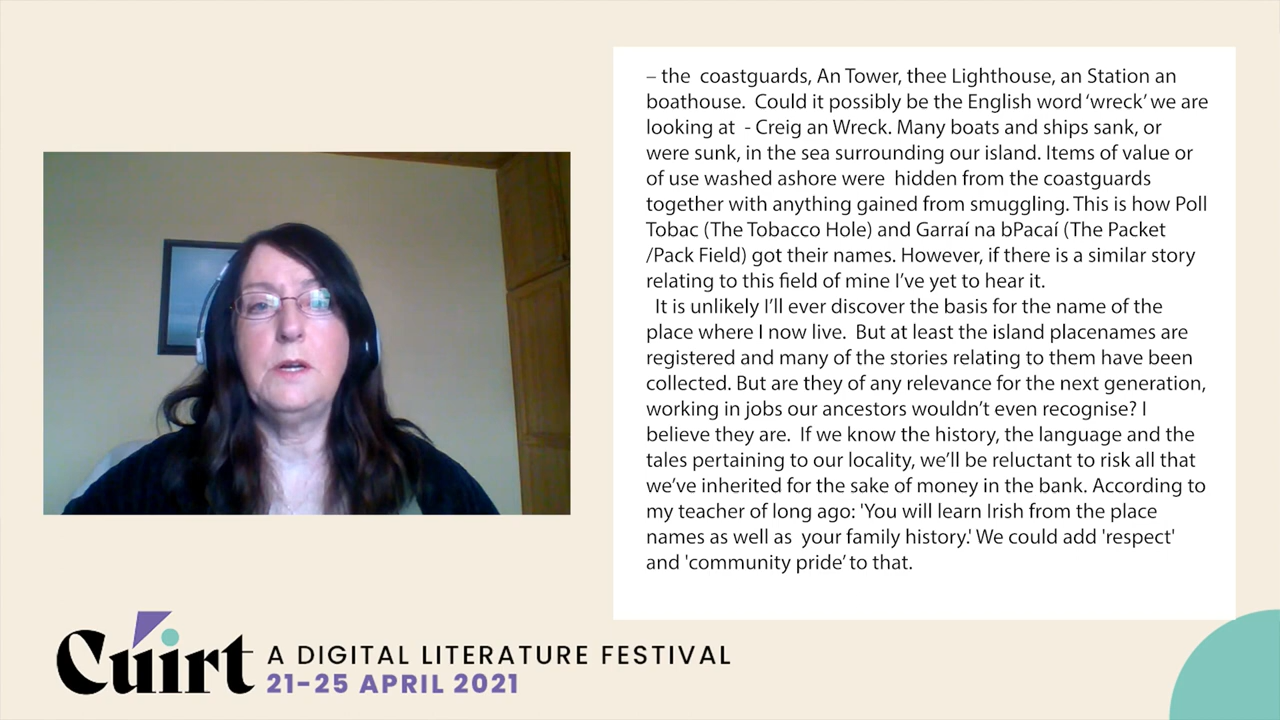 – the coastguards, An Tower, thee Lighthouse, an Station an
boathouse. Could it possibly be the English word ‘wreck’ we are
looking at - Creig an Wreck. Many boats and ships sank, or
were sunk, in the sea surrounding our island. Items of value or
of use washed ashore were hidden from the coastguards
together with anything gained from smuggling. This is how Poll
Tobac (The Tobacco Hole) and Garraí na bPacaí (The Packet
/Pack Field) got their names. However, if there is a similar story
relating to this field of mine I’ve yet to hear it.
It is unlikely I’ll ever discover the basis for the name of the
place where I now live. But at least the island placenames are
registered and many of the stories relating to them have been
collected. But are they of any relevance for the next generation,
working in jobs our ancestors wouldn’t even recognise? I
believe they are. If we know the history, the language and the
tales pertaining to our locality, we’ll be reluctant to risk all that
we’ve inherited for the sake of money in the bank. According to
my teacher of long ago: 'You will learn Irish from the place
names as well as your family history.' We could add 'respect'
and 'community pride’ to that.
Cúirt
A DIGITAL LITERATURE FESTIVAL
21-25 APRIL 2021